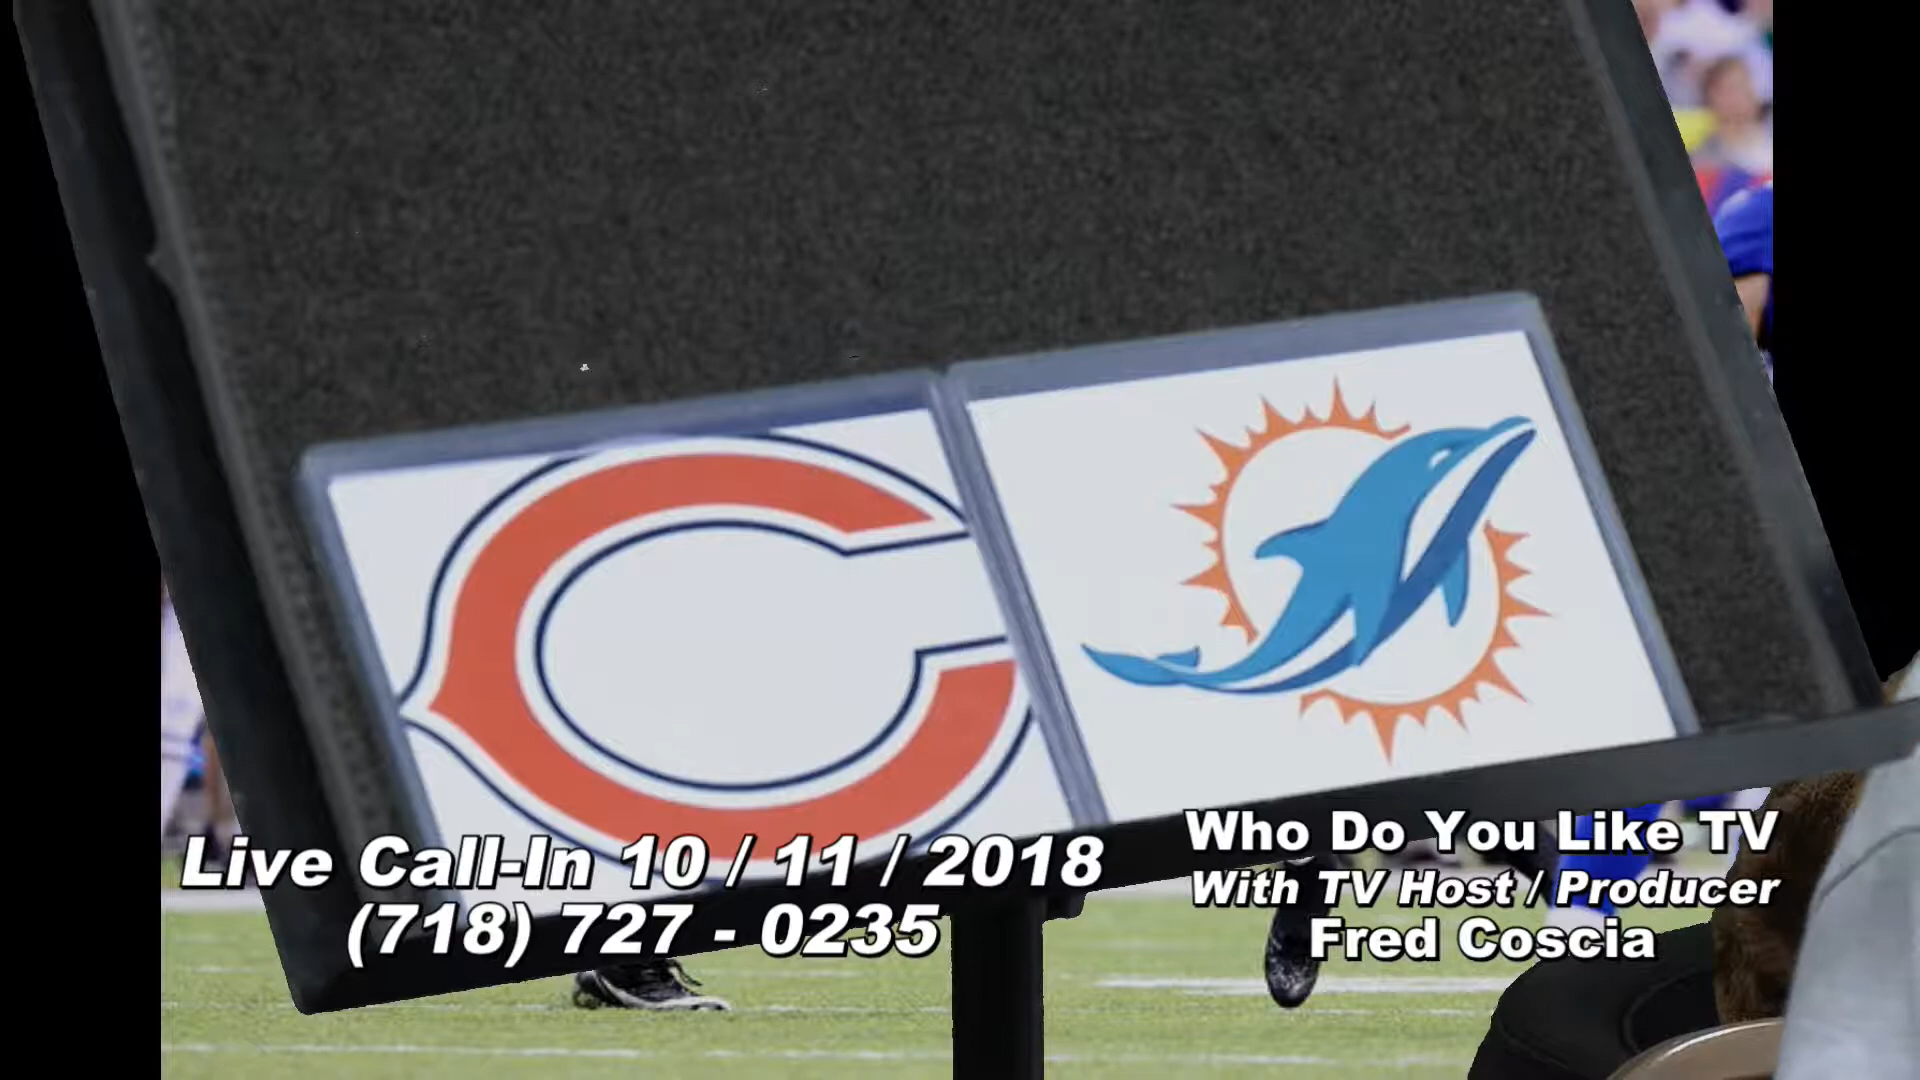 Live Call-In 10 / 11 / 2018
(718) 727 - 0235
Who Do You Like TV
With TV Host / Producer
Fred Coscia